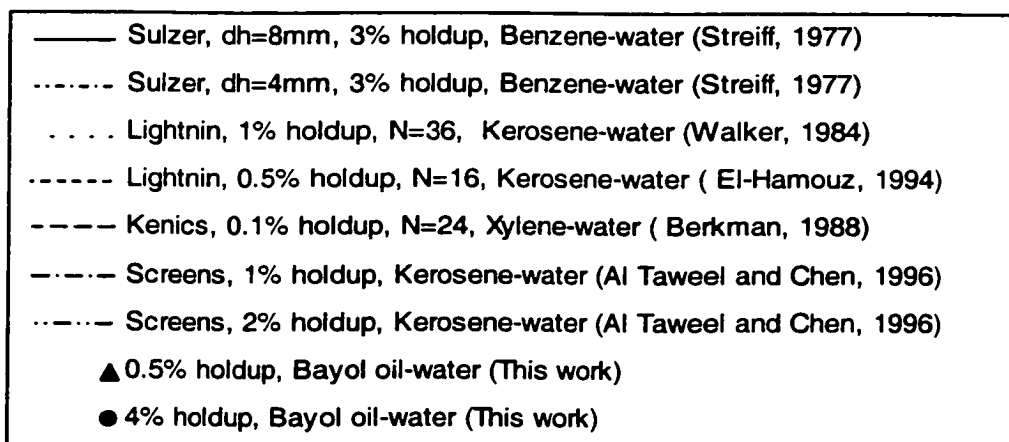 Sulzer, dh=8mm, 3% holdup, Benzene-water (Streiff, 1977)
Sulzer, dh=4mm, 3% holdup, Benzene-water (Streiff, 1977)
Lightnin, 1% holdup, N=36, Kerosene-water (Walker, 1984)
Lightnin, 0.5% holdup, N=16, Kerosene-water ( El-Hamouz, 1994)
Kenics, 0.1% holdup, N=24, Xylene-water ( Berkman, 1988)
Screens, 1% holdup, Kerosene-water (Al Taweel and Chen, 1996)
Screens, 2% holdup, Kerosene-water (Al Taweel and Chen, 1996)
0.5% holdup, Bayol oil-water (This work)
4% holdup, Bayol oil-water (This work)